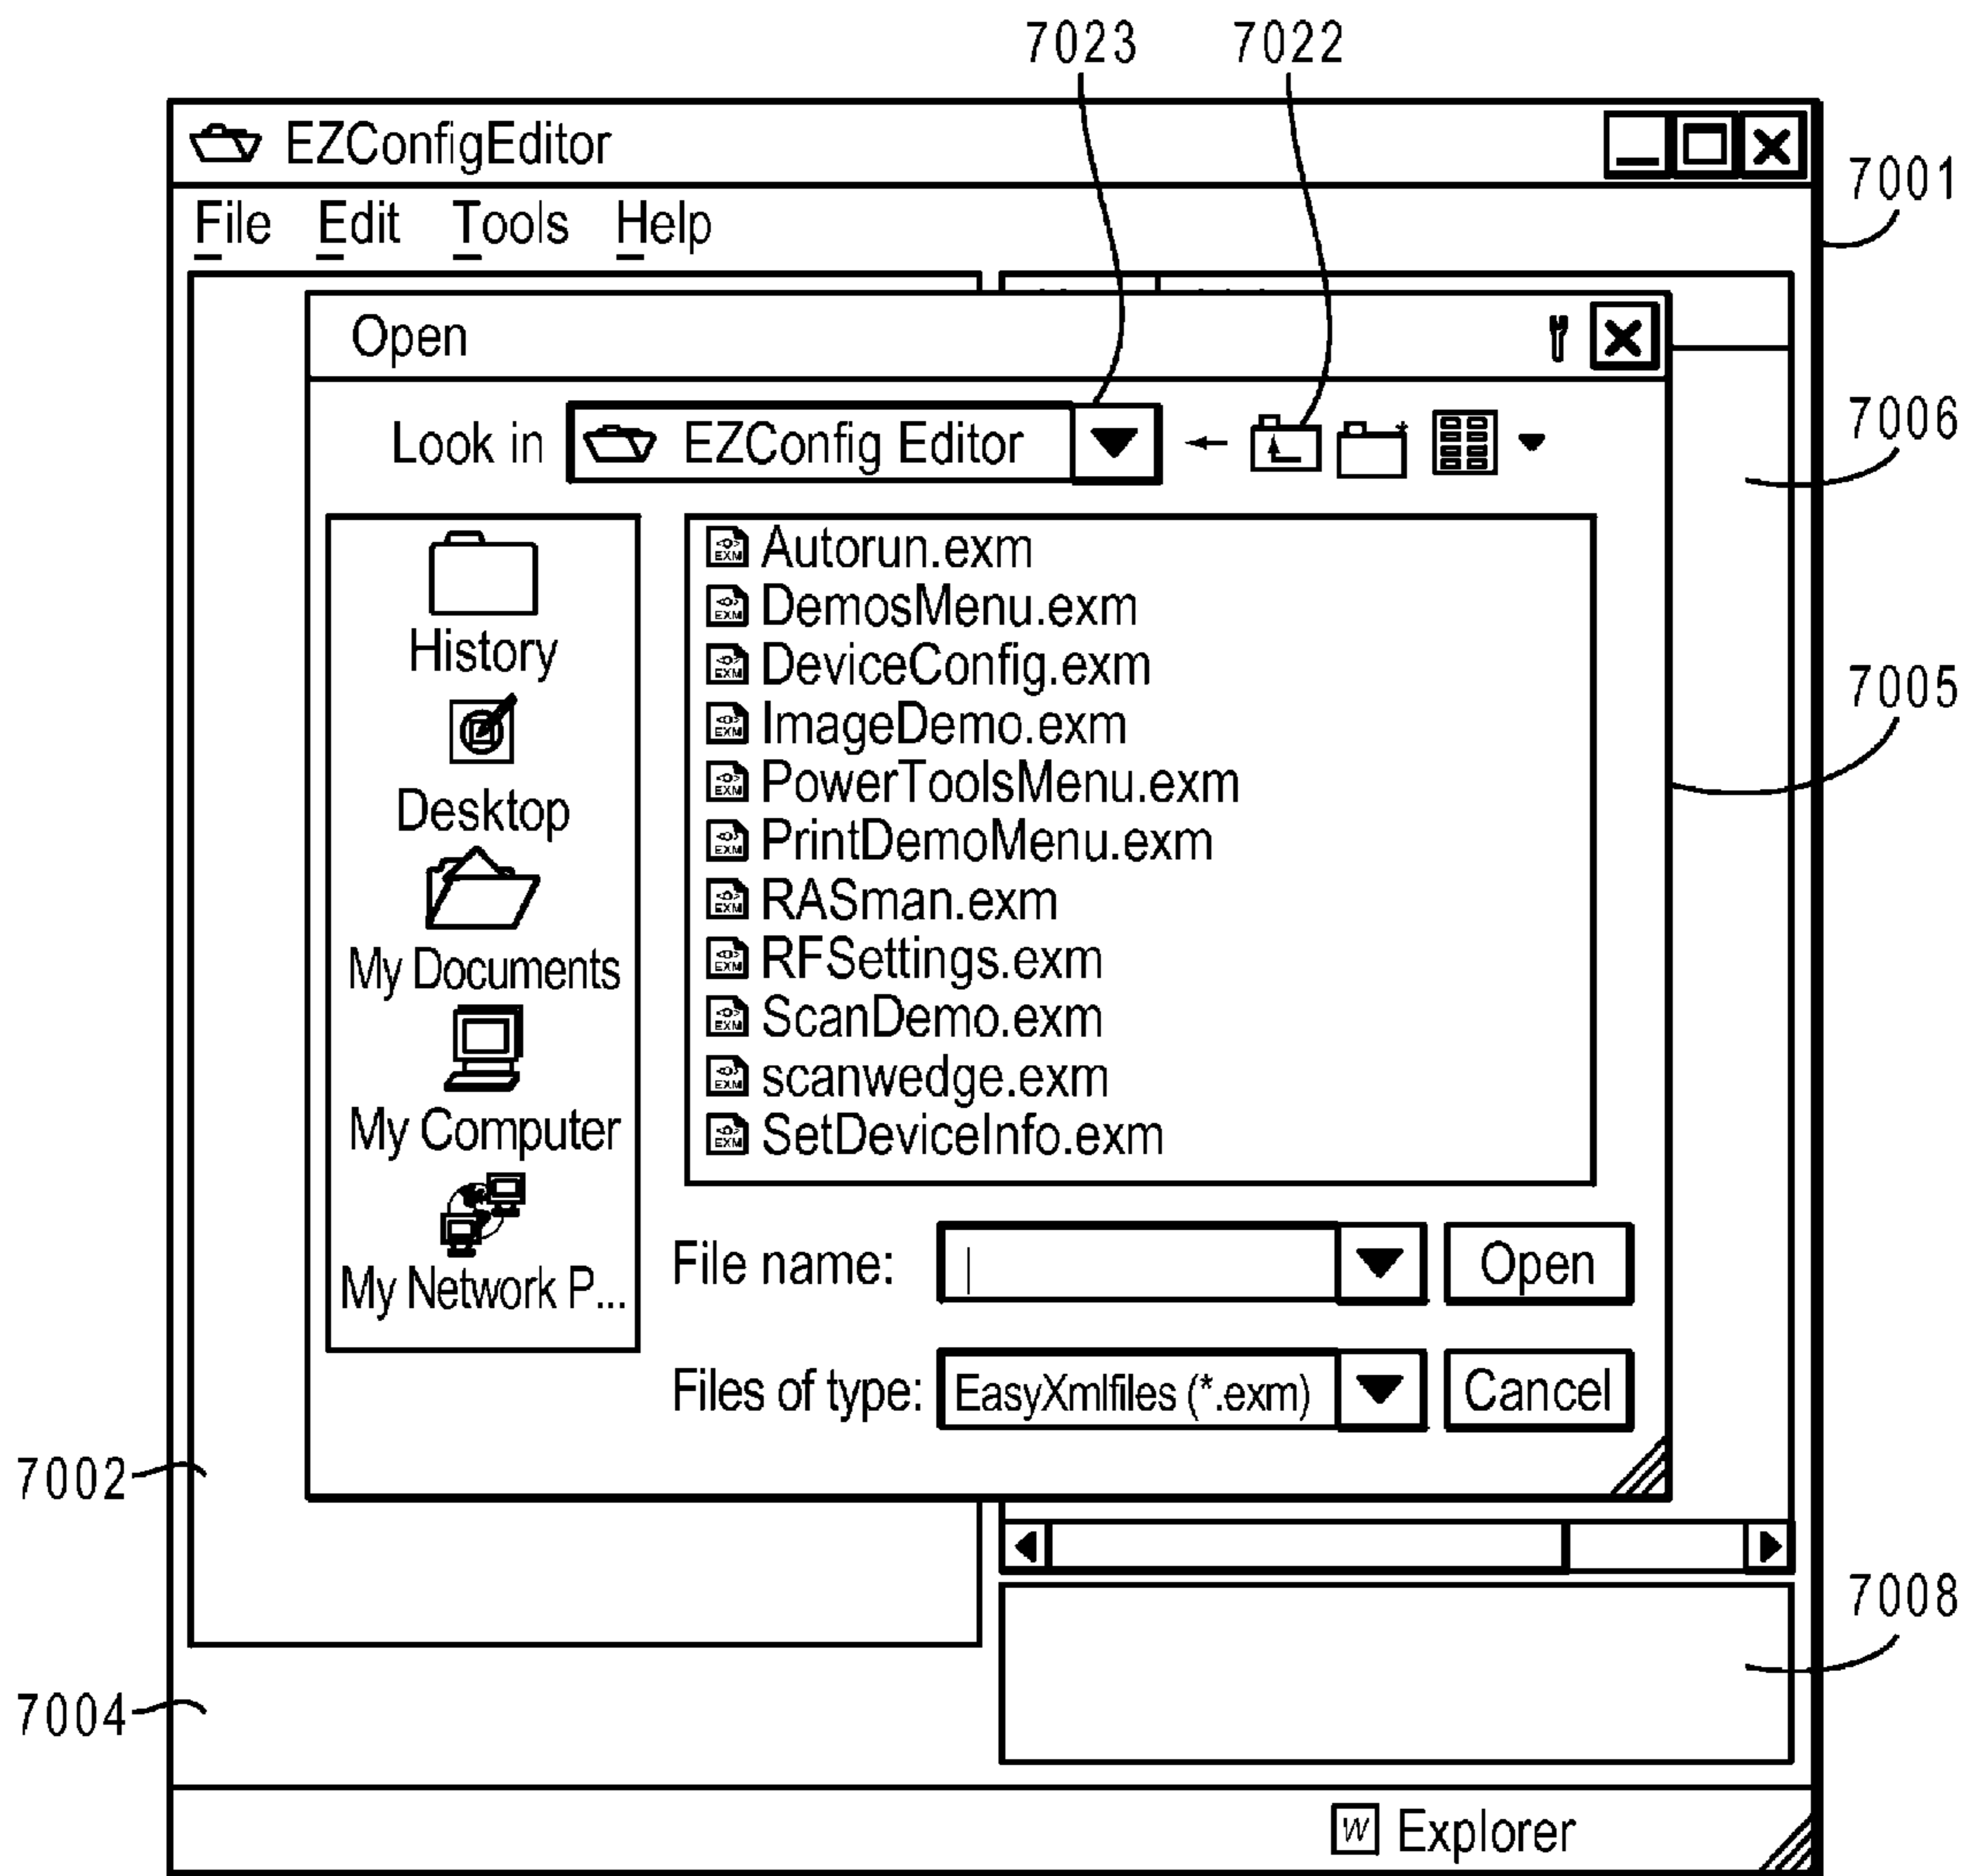 7023 7022
EZConfigEditor
7001
File Edit Tools Help
Open
7006
Look in EZConfig Editor
History
Desktop
My Documents
My Computer
My Network P...
Autorun.exm
DemosMenu.exm
DeviceConfig.exm
ImageDemo.exm
PowerToolsMenu.exm
PrintDemoMenu.exm
RASman.exm
RFSettings.exm
ScanDemo.exm
scanwedge.exm
SetDeviceInfo.exm
7005
File name: Open
Files of type: EasyXmlfiles (*.exm) Cancel
7002
7008
7004
W Explorer